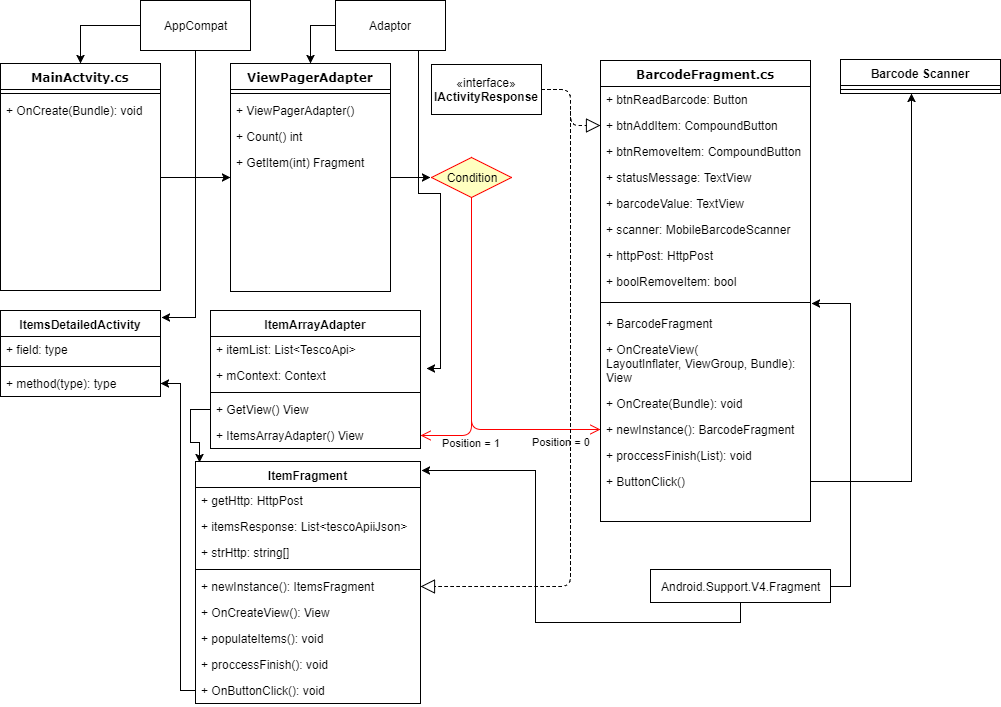 AppCompat
Adaptor
MainActvity.cs
+ OnCreate(Bundle): void
ViewPagerAdapter
+ ViewPagerAdapter()
+ Count() int
+ GetItem(int) Fragment
«interface»
IActivityResponse
Condition
BarcodeFragment.cs
+ btnReadBarcode: Button
+ btnAddItem: CompoundButton
+ btnRemoveItem: CompoundButton
+ statusMessage: TextView
+ barcodeValue: TextView
+ scanner: MobileBarcodeScanner
+ httpPost: HttpPost
+ boolRemoveItem: bool
+ BarcodeFragment
+ OnCreateView(
LayoutInflater, ViewGroup, Bundle):
View
+ OnCreate(Bundle): void
+ newInstance(): BarcodeFragment
+ proccessFinish(List): void
+ ButtonClick()
Barcode Scanner
ItemsDetailedActivity
+ field: type
+ method(type): type
ItemArrayAdapter
+ itemList: List<TescoApi>
+ mContext: Context
+ GetView() View
+ ItemsArrayAdapter() View
Position = 1
Position = 0
ItemFragment
+ getHttp: HttpPost
+ itemsResponse: List<tescoApiiJson>
+ strHttp: string[]
+ newInstance(): ItemsFragment
+ OnCreateView(): View
+ populateItems(): void
+ proccessFinish(): void
+ OnButtonClick(): void
Android.Support.V4.Fragment